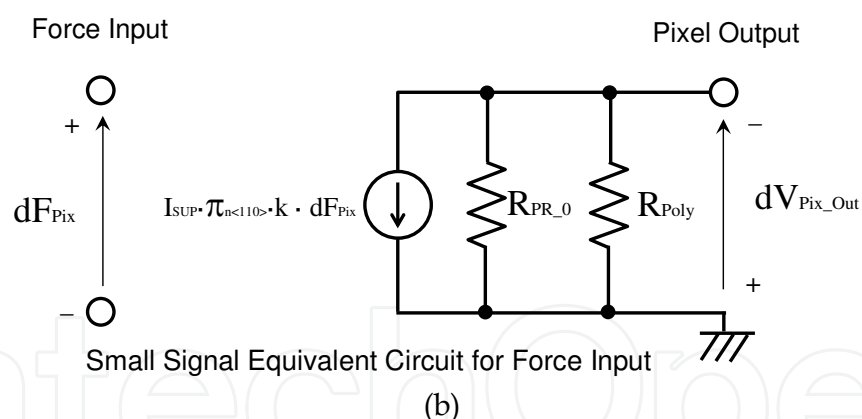 Force Input
Pixel Output
+
−
dF_Pix
I_SUP·π_n<110>·k · dF_Pix
R_PR_0
R_Poly
dV_Pix_Out
−
+
Small Signal Equivalent Circuit for Force Input
(b)